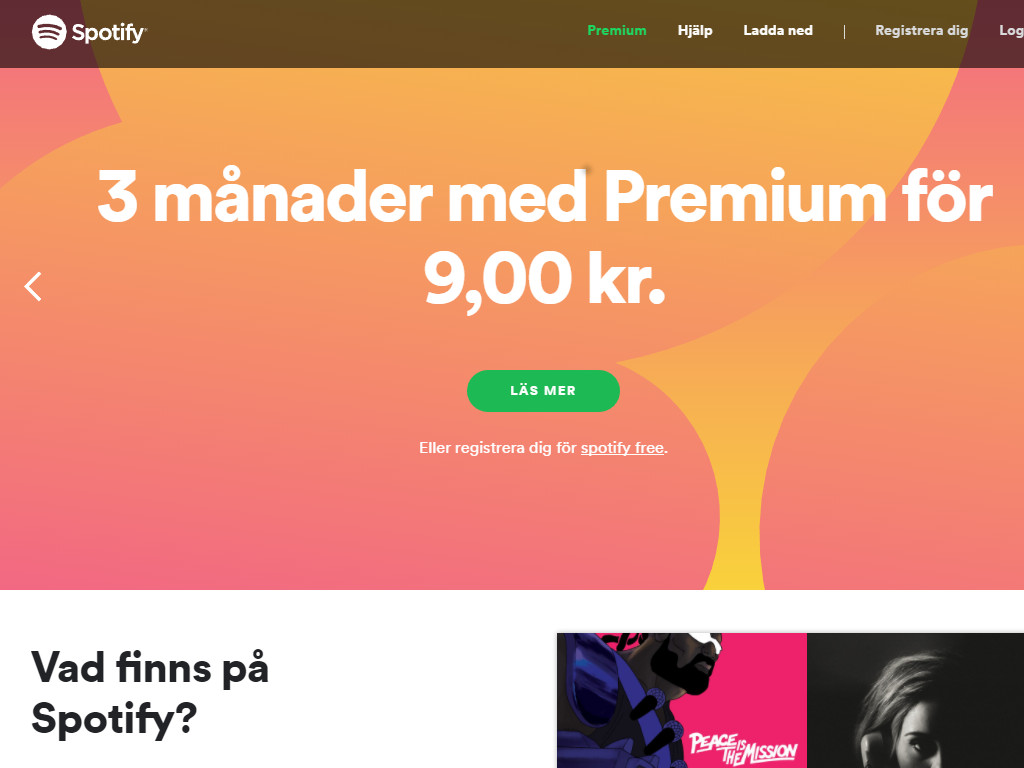 Spotify Premium Hjälp Ladda ned | Registrera dig Log
3 månader med Premium för
9,00 kr.
LÄS MER
Eller registrera dig för spotify free.
Vad finns på
Spotify?
PEACE IS
THE MISSION